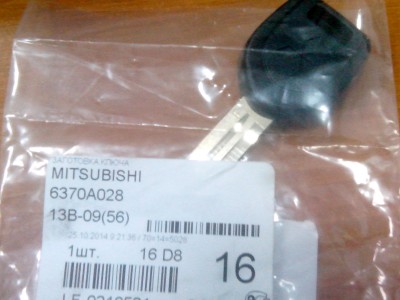 ЗАГОТОВКА КЛЮЧА
MITSUBISHI
6370A028
13B-09(56)
1шт. 16 D8
16